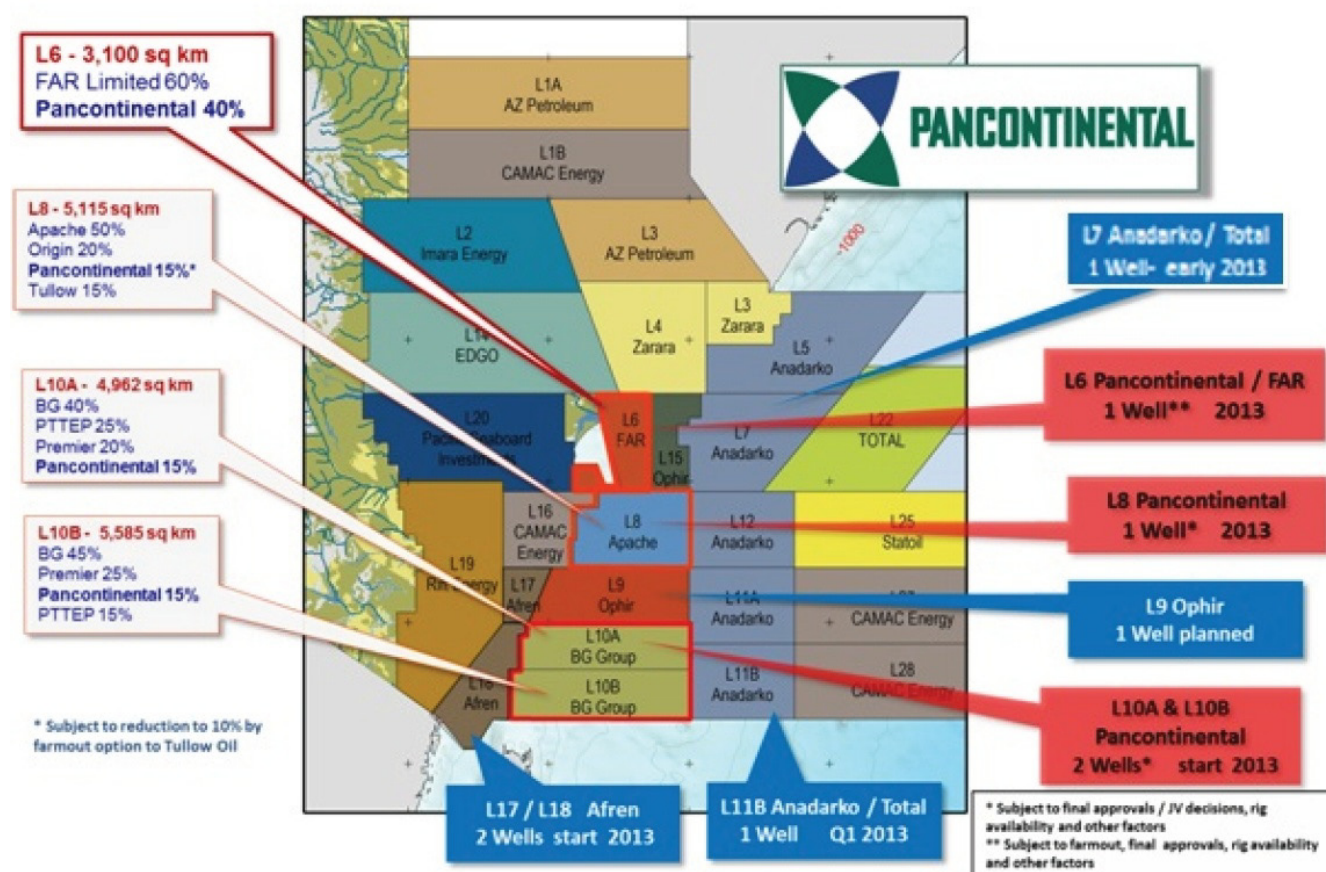 L6 - 3,100 sq km
FAR Limited 60%
Pancontinental 40%
L8 - 5,115 sq km
Apache 50%
Origin 20%
Pancontinental 15%*
Tullow 15%
L10A - 4,962 sq km
BG 40%
PTTEP 25%
Premier 20%
Pancontinental 15%
L10B - 5,585 sq km
BG 45%
Premier 25%
Pancontinental 15%
PTTEP 15%
* Subject to reduction to 10% by
farmout option to Tullow Oil
L1A
AZ Petroleum
L1B
CAMAC Energy
L2
Imara Energy
L3
AZ Petroleum
L14
EDGO
L4
Zarara
L3
Zarara
L5
Anadarko
L20
Pacific Seaboard
Investments
L6
FAR
L15
Ophir
L7
Anadarko
L22
TOTAL
L16
CAMAC
Energy
L8
Apache
L12
Anadarko
L25
Statoil
L19
Energy
L17
Afren
L9
Ophir
L11A
Anadarko
CAMAC Energy
L10A
BG Group
L10B
BG Group
L11B
Anadarko
L28
CAMAC Energy
L18
Afren
-1000
PANCONTINENTAL
L7 Anadarko / Total
1 Well- early 2013
L6 Pancontinental / FAR
1 Well** 2013
L8 Pancontinental
1 Well* 2013
L9 Ophir
1 Well planned
L10A & L10B
Pancontinental
2 Wells* start 2013
L17 / L18 Afren
2 Wells start 2013
L11B Anadarko / Total
1 Well Q1 2013
* Subject to final approvals / JV decisions, rig
availability and other factors
** Subject to farmout, final approvals, rig availability
and other factors